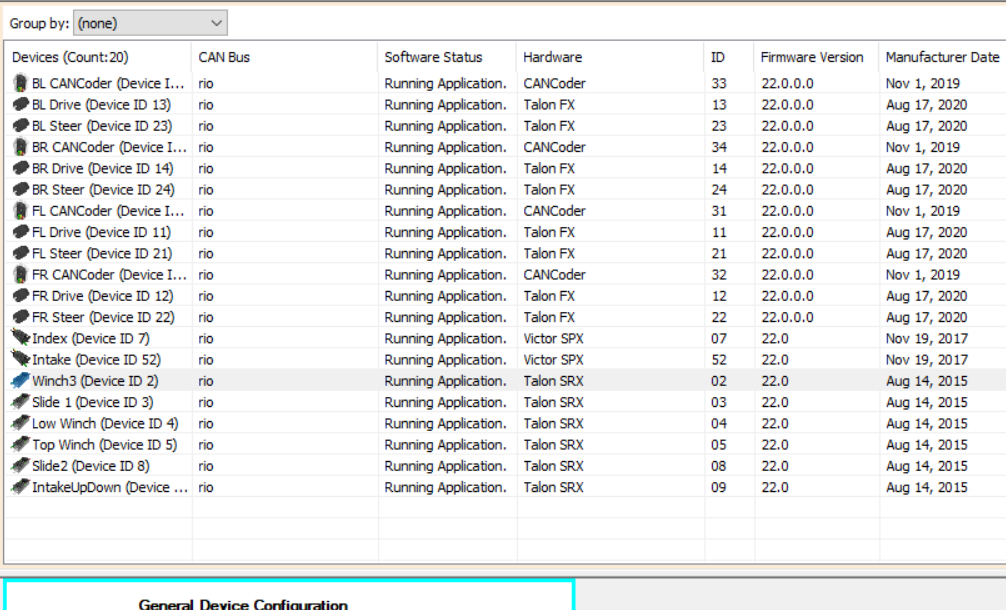 Group by: (none)
Devices (Count:20) CAN Bus Software Status Hardware ID Firmware Version Manufacturer Date
BL CANCoder (Device I... rio Running Application. CANCoder 33 22.0.0.0 Nov 1, 2019
BL Drive (Device ID 13) rio Running Application. Talon FX 13 22.0.0.0 Aug 17, 2020
BL Steer (Device ID 23) rio Running Application. Talon FX 23 22.0.0.0 Aug 17, 2020
BR CANCoder (Device I... rio Running Application. CANCoder 34 22.0.0.0 Nov 1, 2019
BR Drive (Device ID 14) rio Running Application. Talon FX 14 22.0.0.0 Aug 17, 2020
BR Steer (Device ID 24) rio Running Application. Talon FX 24 22.0.0.0 Aug 17, 2020
FL CANCoder (Device I... rio Running Application. CANCoder 31 22.0.0.0 Nov 1, 2019
FL Drive (Device ID 11) rio Running Application. Talon FX 11 22.0.0.0 Aug 17, 2020
FL Steer (Device ID 21) rio Running Application. Talon FX 21 22.0.0.0 Aug 17, 2020
FR CANCoder (Device I... rio Running Application. CANCoder 32 22.0.0.0 Nov 1, 2019
FR Drive (Device ID 12) rio Running Application. Talon FX 12 22.0.0.0 Aug 17, 2020
FR Steer (Device ID 22) rio Running Application. Talon FX 22 22.0.0.0 Aug 17, 2020
Index (Device ID 7) rio Running Application. Victor SPX 07 22.0 Nov 19, 2017
Intake (Device ID 52) rio Running Application. Victor SPX 52 22.0 Nov 19, 2017
Winch3 (Device ID 2) rio Running Application. Talon SRX 02 22.0 Aug 14, 2015
Slide 1 (Device ID 3) rio Running Application. Talon SRX 03 22.0 Aug 14, 2015
Low Winch (Device ID 4) rio Running Application. Talon SRX 04 22.0 Aug 14, 2015
Top Winch (Device ID 5) rio Running Application. Talon SRX 05 22.0 Aug 14, 2015
Slide2 (Device ID 8) rio Running Application. Talon SRX 08 22.0 Aug 14, 2015
IntakeUpDown (Device ... rio Running Application. Talon SRX 09 22.0 Aug 14, 2015
General Device Configuration